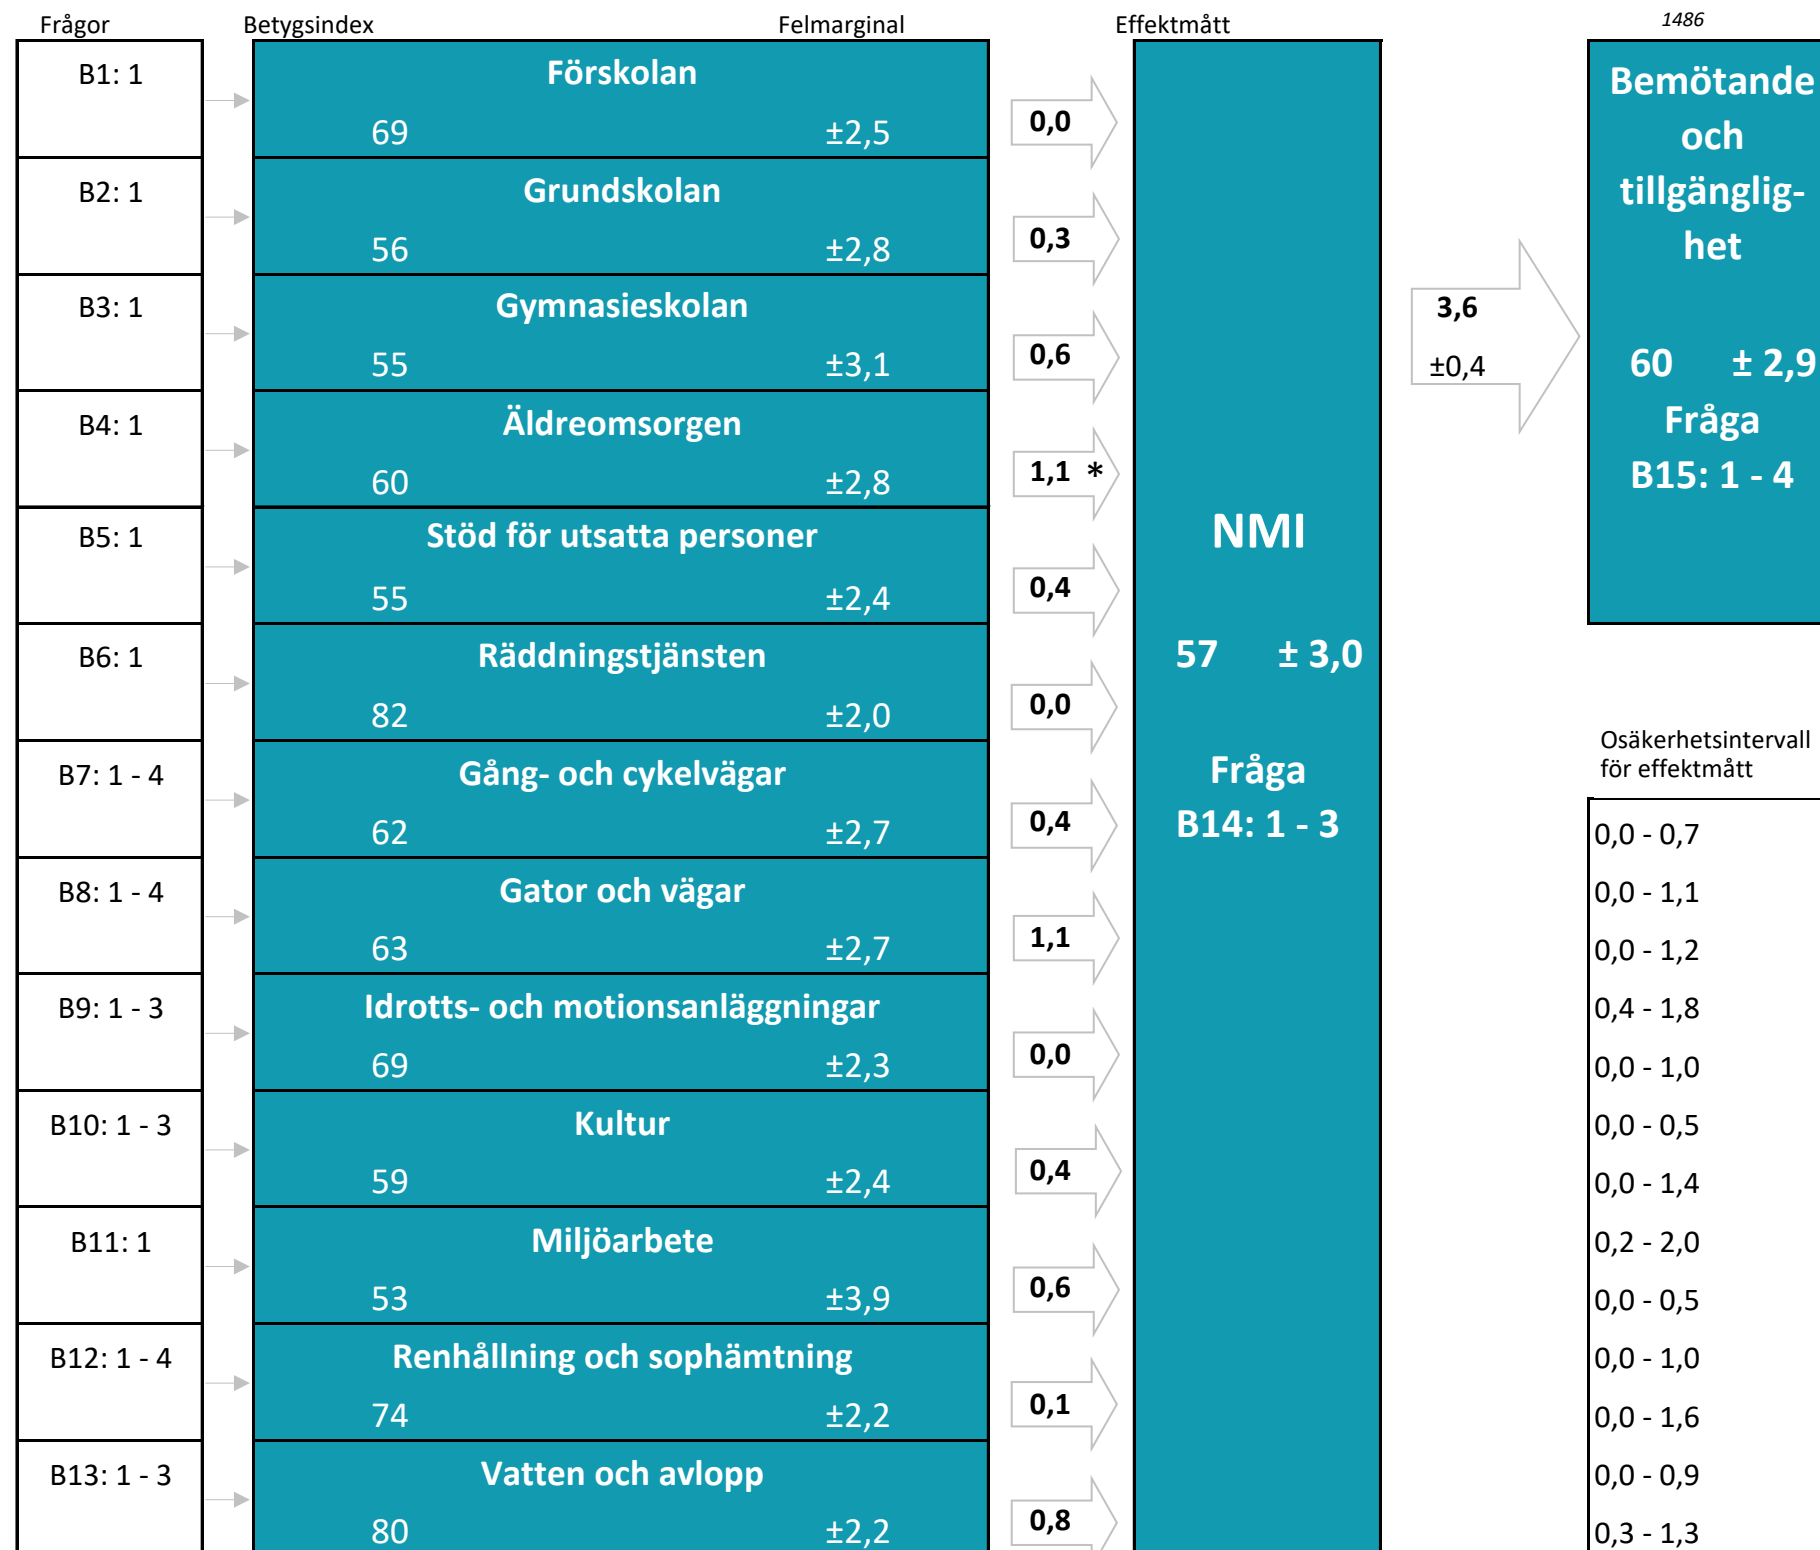 Frågor Betygsindex Felmarginal Effektmått 1486
B1: 1
Förskolan
69 ±2,5
0,0
B2: 1
Grundskolan
56 ±2,8
0,3
B3: 1
Gymnasieskolan
55 ±3,1
0,6
B4: 1
Äldreomsorgen
60 ±2,8
1,1 *
B5: 1
Stöd för utsatta personer
55 ±2,4
0,4
B6: 1
Räddningstjänsten
82 ±2,0
0,0
B7: 1 - 4
Gång- och cykelvägar
62 ±2,7
0,4
B8: 1 - 4
Gator och vägar
63 ±2,7
1,1
B9: 1 - 3
Idrotts- och motionsanläggningar
69 ±2,3
0,0
B10: 1 - 3
Kultur
59 ±2,4
0,4
B11: 1
Miljöarbete
53 ±3,9
0,6
B12: 1 - 4
Renhållning och sophämtning
74 ±2,2
0,1
B13: 1 - 3
Vatten och avlopp
80 ±2,2
0,8
NMI
57 ± 3,0
Fråga
B14: 1 - 3
3,6
±0,4
Bemötande
och
tillgänglig-
het
60 ± 2,9
Fråga
B15: 1 - 4
Osäkerhetsintervall
för effektmått
0,0 - 0,7
0,0 - 1,1
0,0 - 1,2
0,4 - 1,8
0,0 - 1,0
0,0 - 0,5
0,0 - 1,4
0,2 - 2,0
0,0 - 0,5
0,0 - 1,0
0,0 - 1,6
0,0 - 0,9
0,3 - 1,3